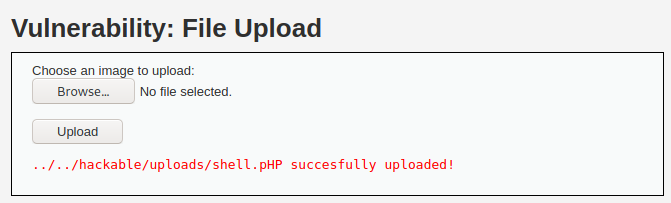 Vulnerability: File Upload
Choose an image to upload:
Browse... No file selected.
Upload
../../hackable/uploads/shell.pHP succesfully uploaded!